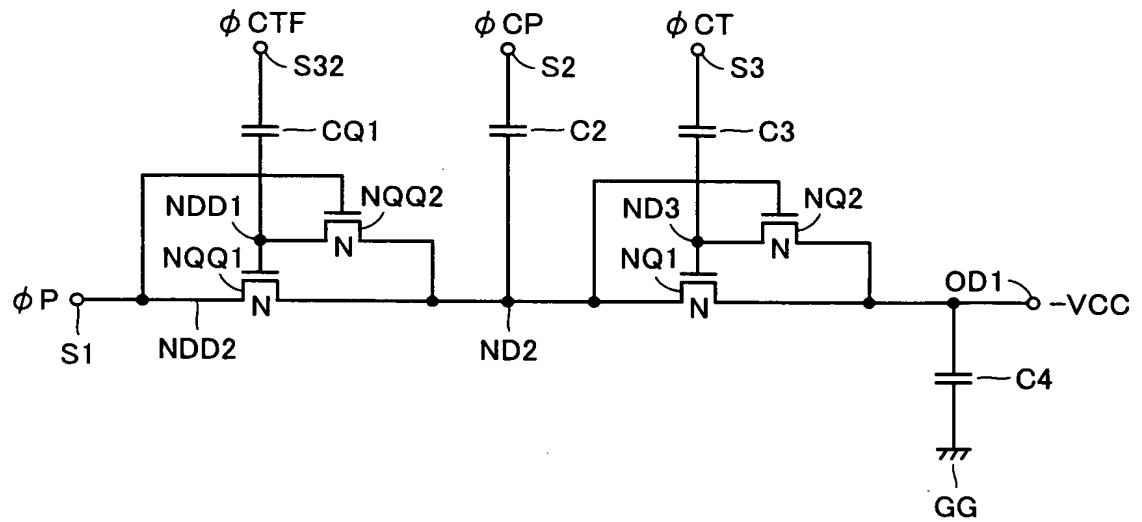 φCTF
φCP
φCT
S32
S2
S3
CQ1
C2
C3
NDD1
NQQ2
ND3
NQ2
NQQ1
N
NQ1
N
φP
N
N
OD1
-VCC
S1
NDD2
ND2
C4
GG